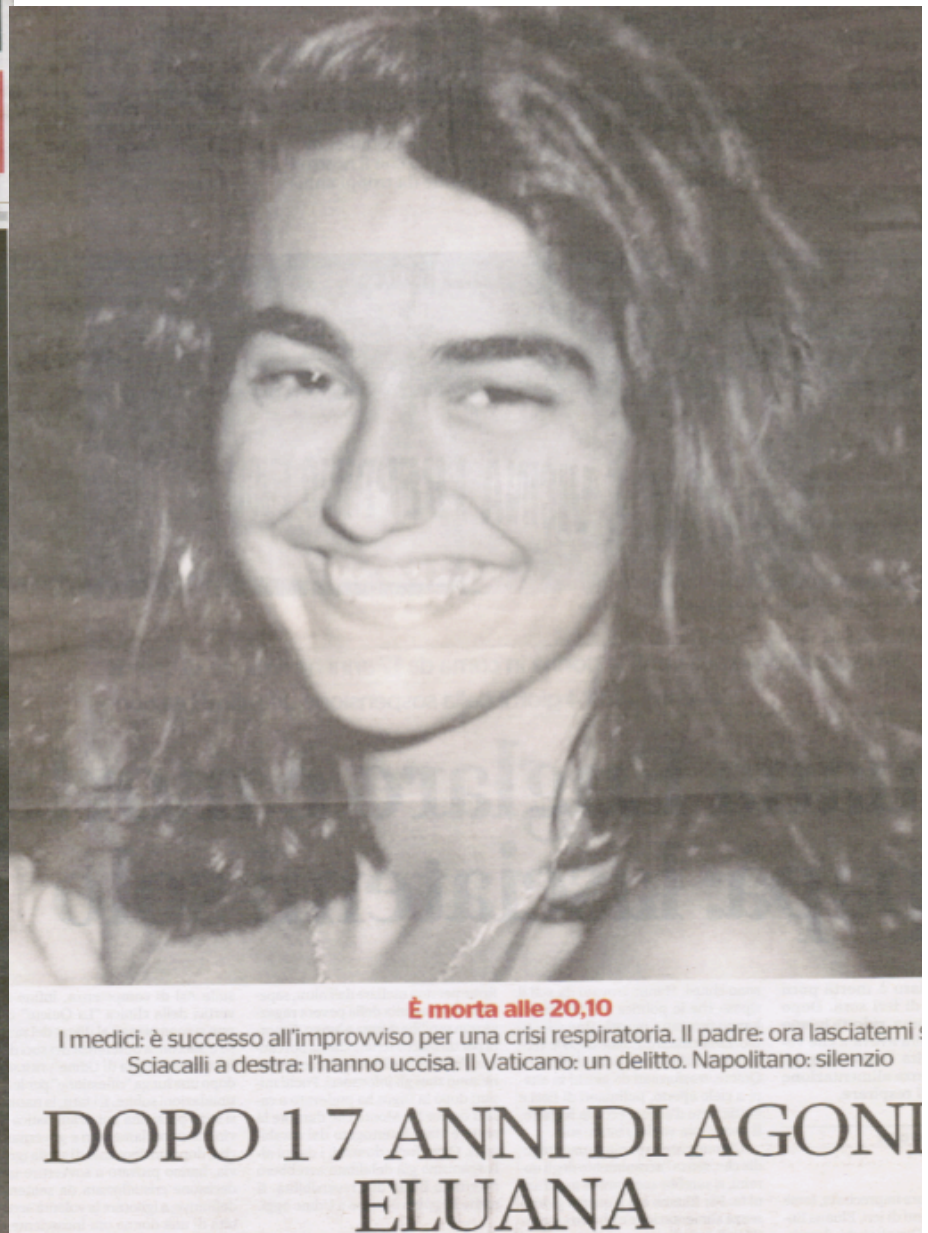 È morta alle 20,10
I medici: è successo all'improvviso per una crisi respiratoria. Il padre: ora lasciatemi s
Sciacalli a destra: l'hanno uccisa. Il Vaticano: un delitto. Napolitano: silenzio
DOPO 17 ANNI DI AGONI
ELUANA